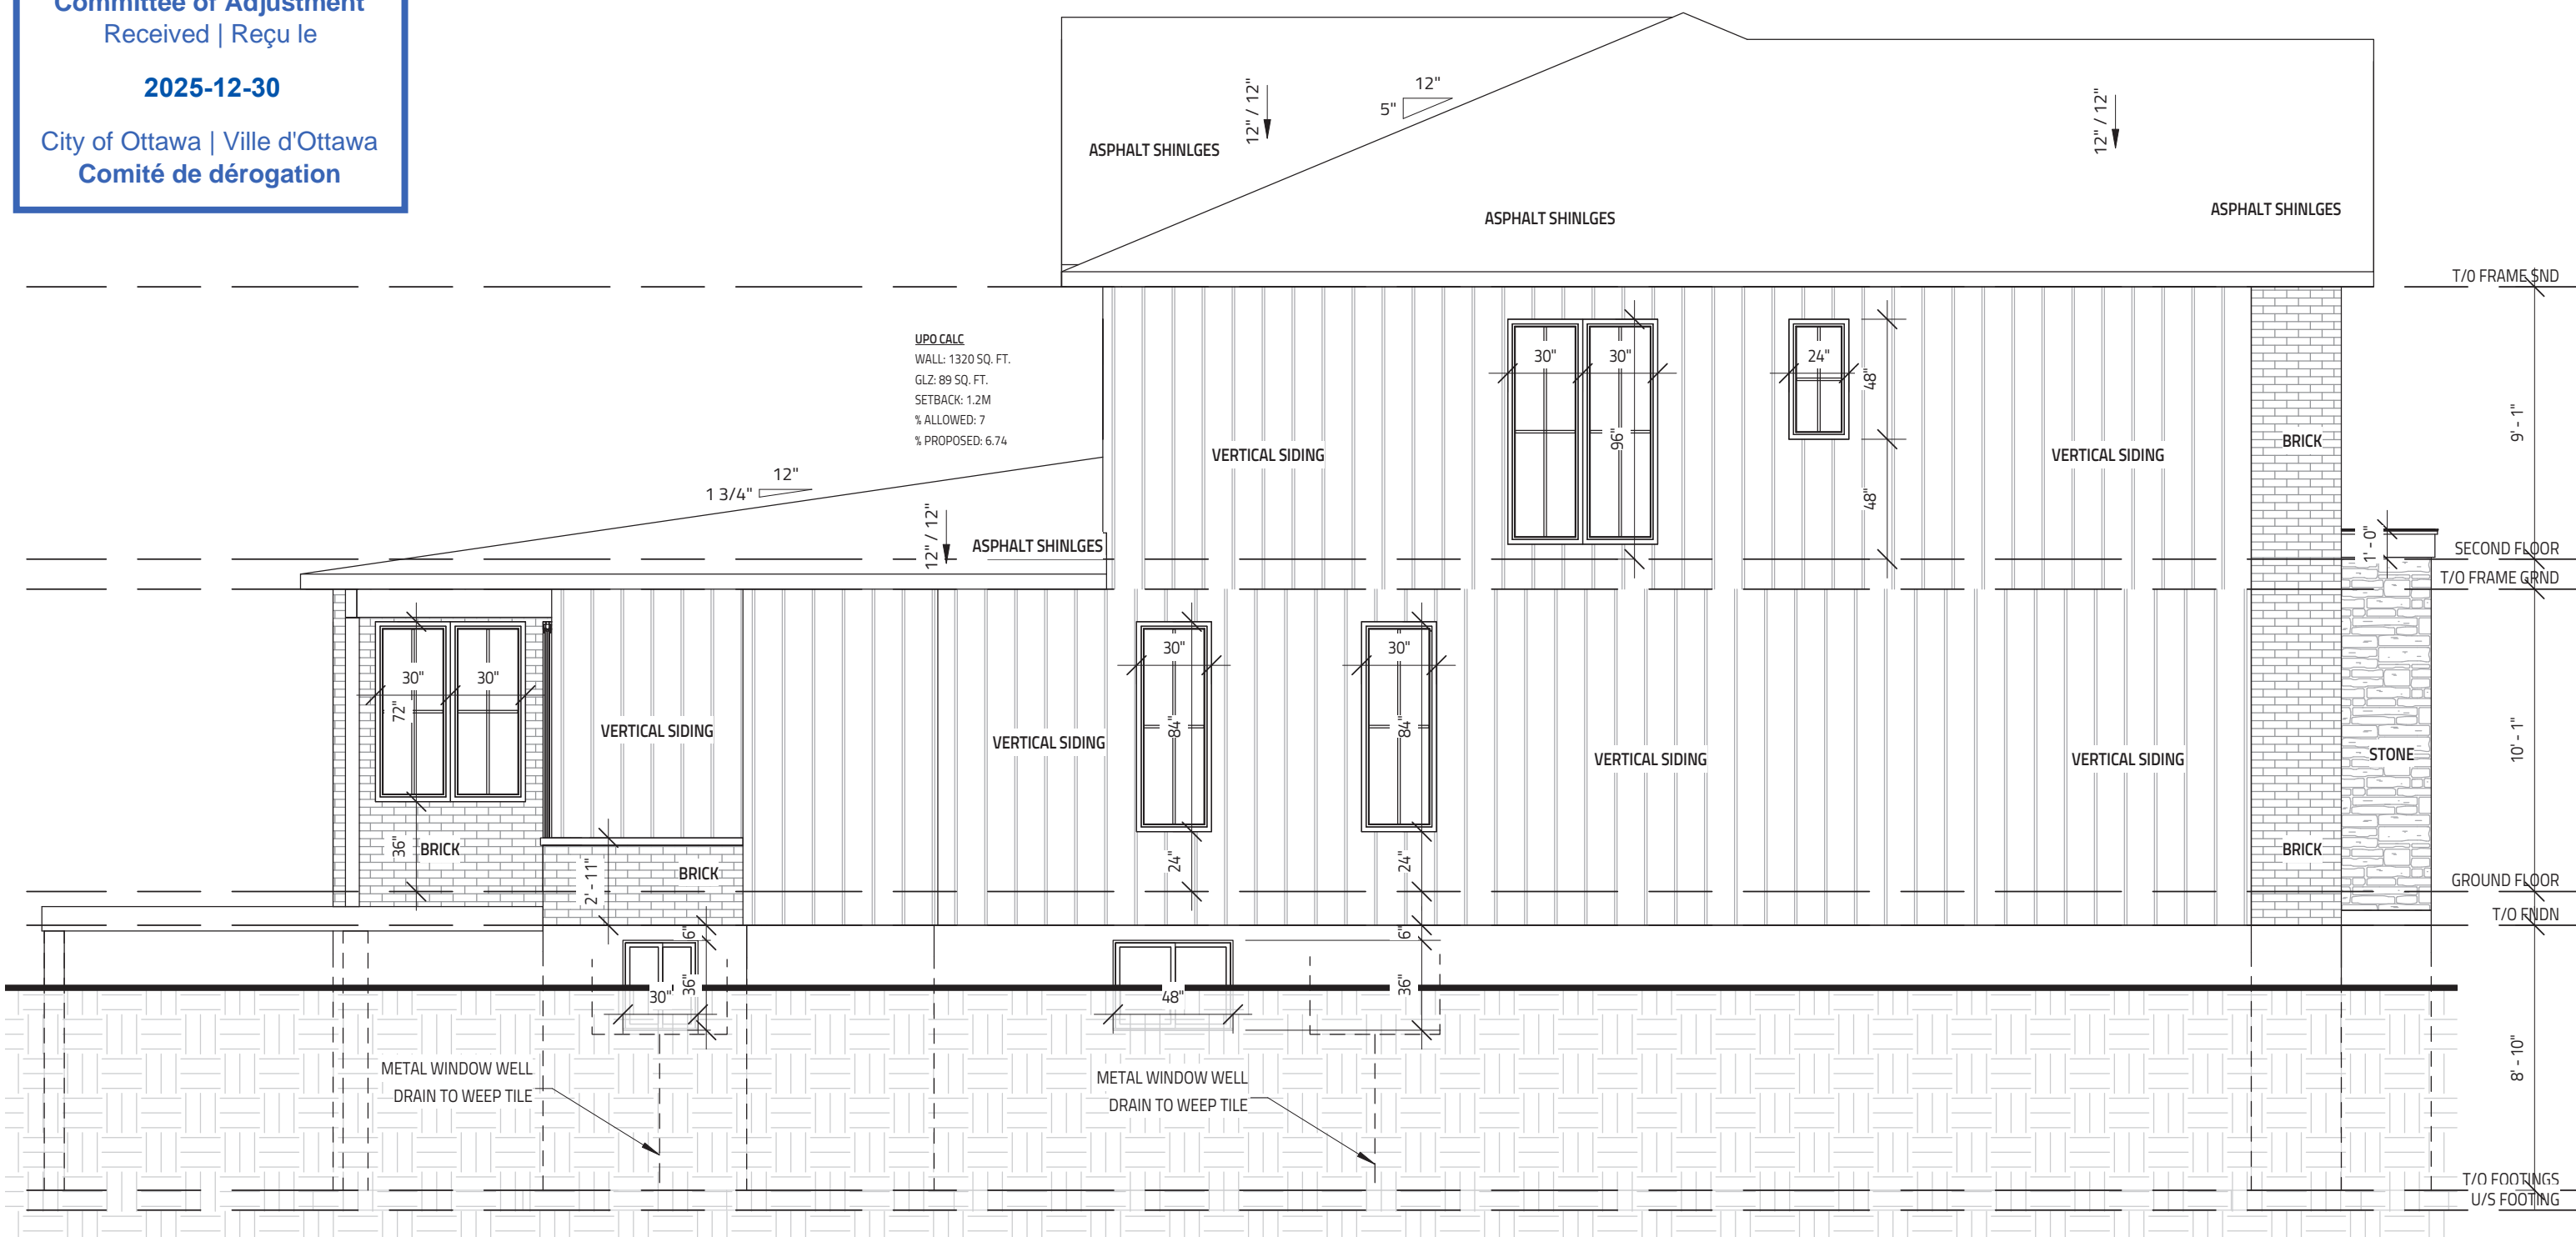 Committee of Adjustment
Received | Reçu le
2025-12-30
City of Ottawa | Ville d'Ottawa
Comité de dérogation
12"
5"
12" / 12"
12" / 12"
ASPHALT SHINLGES
ASPHALT SHINLGES
ASPHALT SHINLGES
T/O FRAME SND
UPO CALC
WALL: 1320 SQ. FT.
GLZ: 89 SQ. FT.
SETBACK: 1.2M
% ALLOWED: 7
% PROPOSED: 6.74
30"
30"
96"
24"
48"
48"
9' - 1"
VERTICAL SIDING
VERTICAL SIDING
BRICK
12"
1 3/4"
12" / 12"
ASPHALT SHINLGES
1' - 0"
SECOND FLOOR
T/O FRAME GRND
30"
30"
72"
36"
BRICK
VERTICAL SIDING
2' - 11"
BRICK
VERTICAL SIDING
30"
84"
24"
30"
84"
24"
VERTICAL SIDING
VERTICAL SIDING
BRICK
STONE
10' - 1"
GROUND FLOOR
T/O FNDN
6"
36"
30"
48"
6"
36"
METAL WINDOW WELL
DRAIN TO WEEP TILE
METAL WINDOW WELL
DRAIN TO WEEP TILE
8' - 10"
T/O FOOTINGS
U/S FOOTING